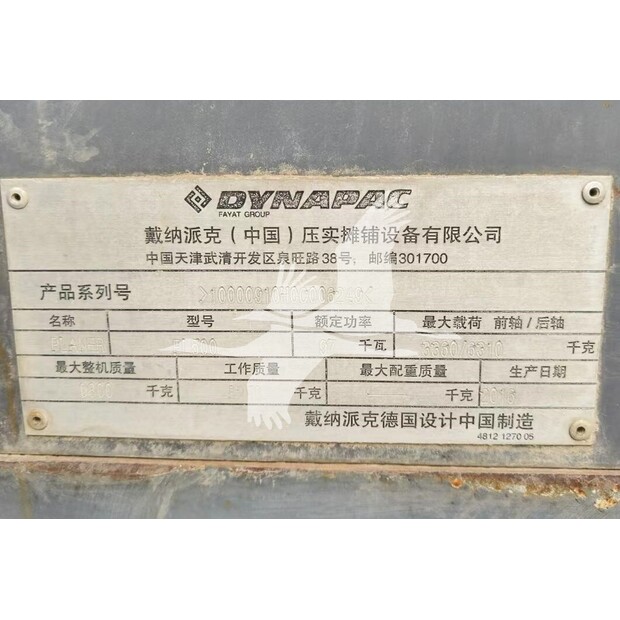 DYNAPAC
FAYAT GROUP
戴纳派克（中国）压实摊铺设备有限公司
中国天津武清开发区泉旺路38号, 邮编301700
产品系列号
名称 型号 额定功率 最大载荷 前轴/后轴
千瓦 千克
最大整机质量 工作质量 最大配重质量 生产日期
千克 千克 千克
戴纳派克德国设计中国制造
4812 1270 0S